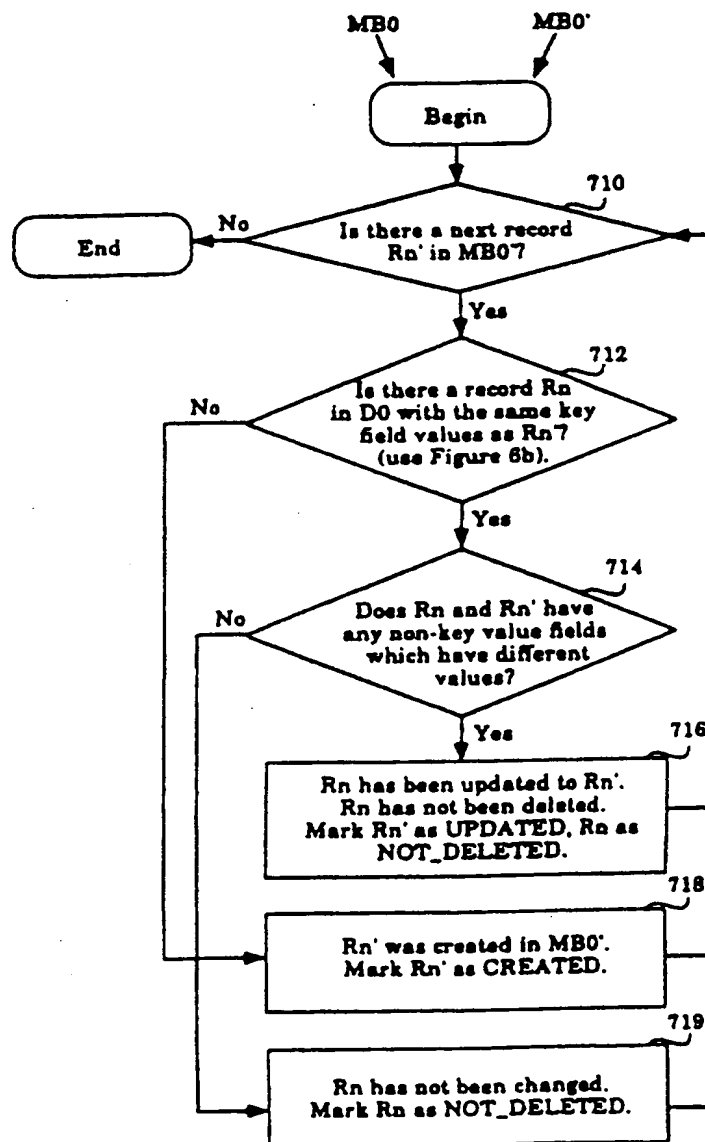 MB0 MB0'
Begin
710
Is there a next record
Rn' in MB0'?
No
End
Yes
712
Is there a record Rn
in D0 with the same key
field values as Rn'?
(use Figure 6b).
No
Yes
714
Does Rn and Rn' have
any non-key value fields
which have different
values?
No
Yes
716
Rn has been updated to Rn'.
Rn has not been deleted.
Mark Rn' as UPDATED, Rn as
NOT_DELETED.
718
Rn' was created in MB0'.
Mark Rn' as CREATED.
719
Rn has not been changed.
Mark Rn as NOT_DELETED.